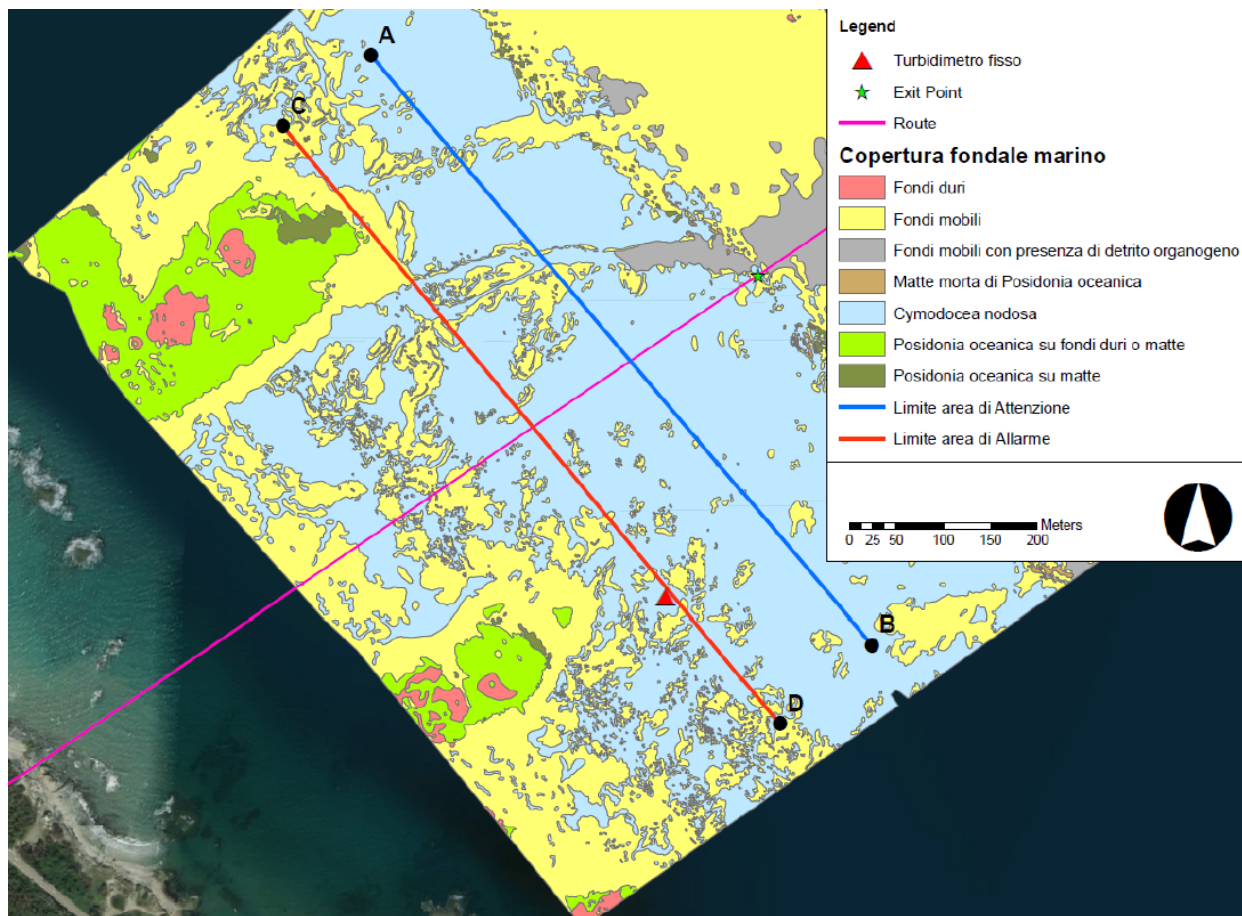 A
C
B
D
Legend
Turbidimetro fisso
Exit Point
Route
Copertura fondale marino
Fondi duri
Fondi mobili
Fondi mobili con presenza di detrito organogeno
Matte morta di Posidonia oceanica
Cymodocea nodosa
Posidonia oceanica su fondi duri o matte
Posidonia oceanica su matte
Limite area di Attenzione
Limite area di Allarme
Meters
0 25 50 100 150 200